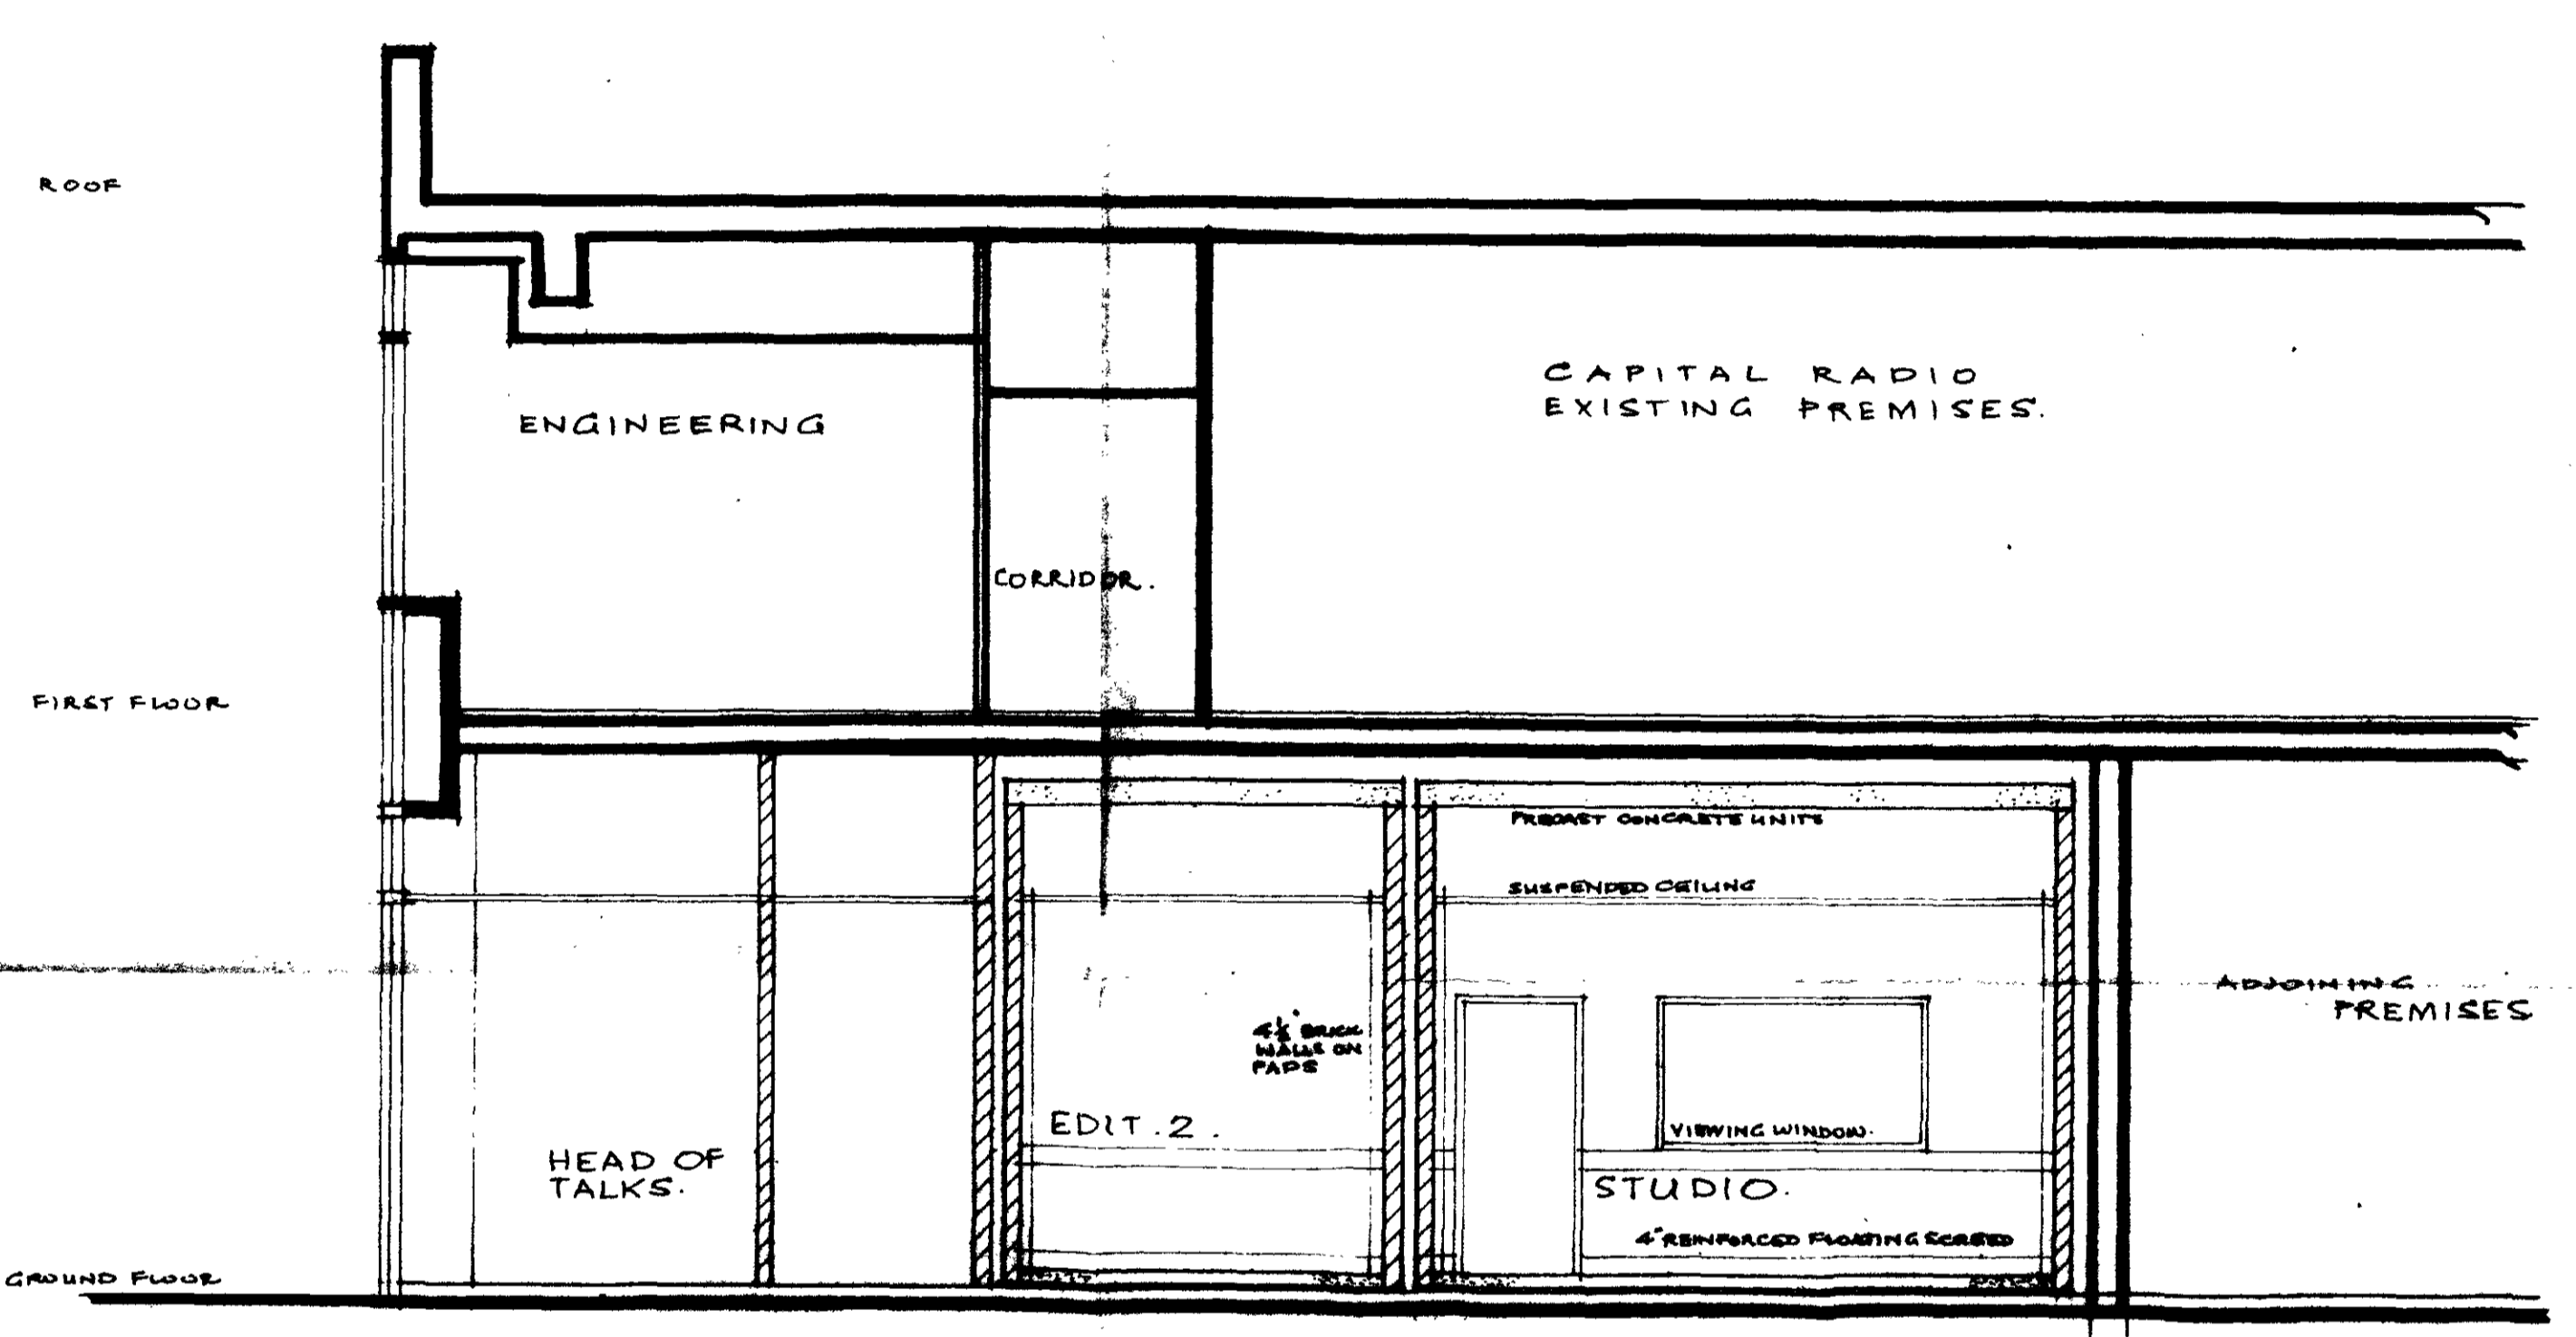 ROOF
CAPITAL RADIO
EXISTING PREMISES.
ENGINEERING
CORRIDOR.
FIRST FLOOR
PRECAST CONCRETE UNITS
SUSPENDED CEILING
ADJOINING
PREMISES
4½" BRICK
WALLS ON
PADS
EDIT.2.
VIEWING WINDOW.
HEAD OF
TALKS.
STUDIO.
4" REINFORCED FLOATING SCREED
GROUND FLOOR